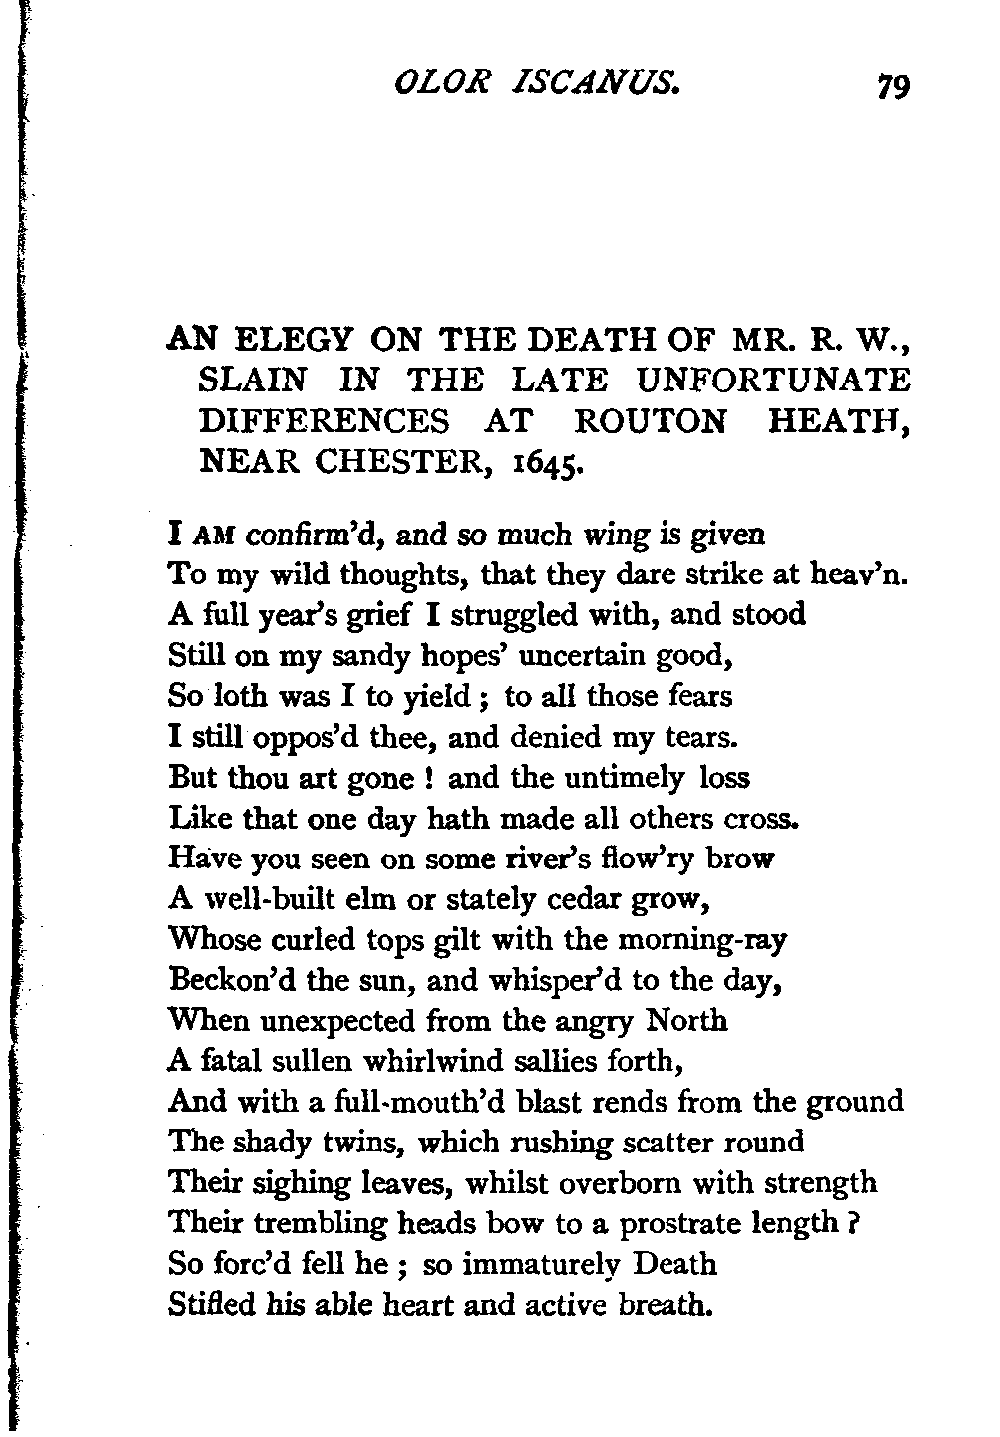 OLOR ISCANUS. 79
AN ELEGY ON THE DEATH OF MR. R. W.,
SLAIN IN THE LATE UNFORTUNATE
DIFFERENCES AT ROUTON HEATH,
NEAR CHESTER, 1645.
I AM confirm'd, and so much wing is given
To my wild thoughts, that they dare strike at heav'n.
A full year's grief I struggled with, and stood
Still on my sandy hopes' uncertain good,
So loth was I to yield ; to all those fears
I still oppos'd thee, and denied my tears.
But thou art gone ! and the untimely loss
Like that one day hath made all others cross.
Have you seen on some river's flow'ry brow
A well-built elm or stately cedar grow,
Whose curled tops gilt with the morning-ray
Beckon'd the sun, and whisper'd to the day,
When unexpected from the angry North
A fatal sullen whirlwind sallies forth,
And with a full-mouth'd blast rends from the ground
The shady twins, which rushing scatter round
Their sighing leaves, whilst overborn with strength
Their trembling heads bow to a prostrate length ?
So forc'd fell he ; so immaturely Death
Stifled his able heart and active breath.